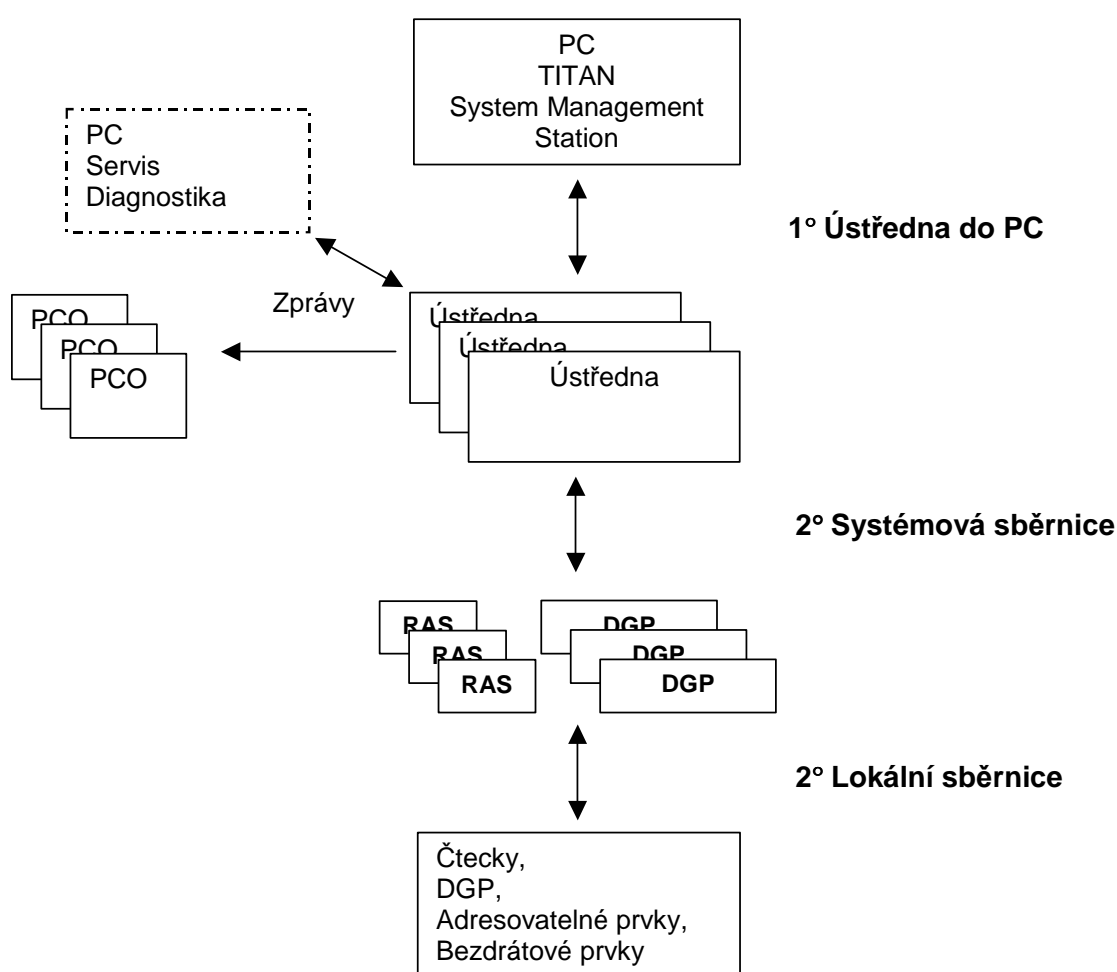 PC
TITAN
System Management
Station
PC
Servis
Diagnostika
1° Ústředna do PC
Zprávy
PCO
PCO
PCO
Ústředna
Ústředna
Ústředna
2° Systémová sběrnice
RAS
RAS
RAS
DGP
DGP
DGP
2° Lokální sběrnice
Čtecky,
DGP,
Adresovatelné prvky,
Bezdrátové prvky